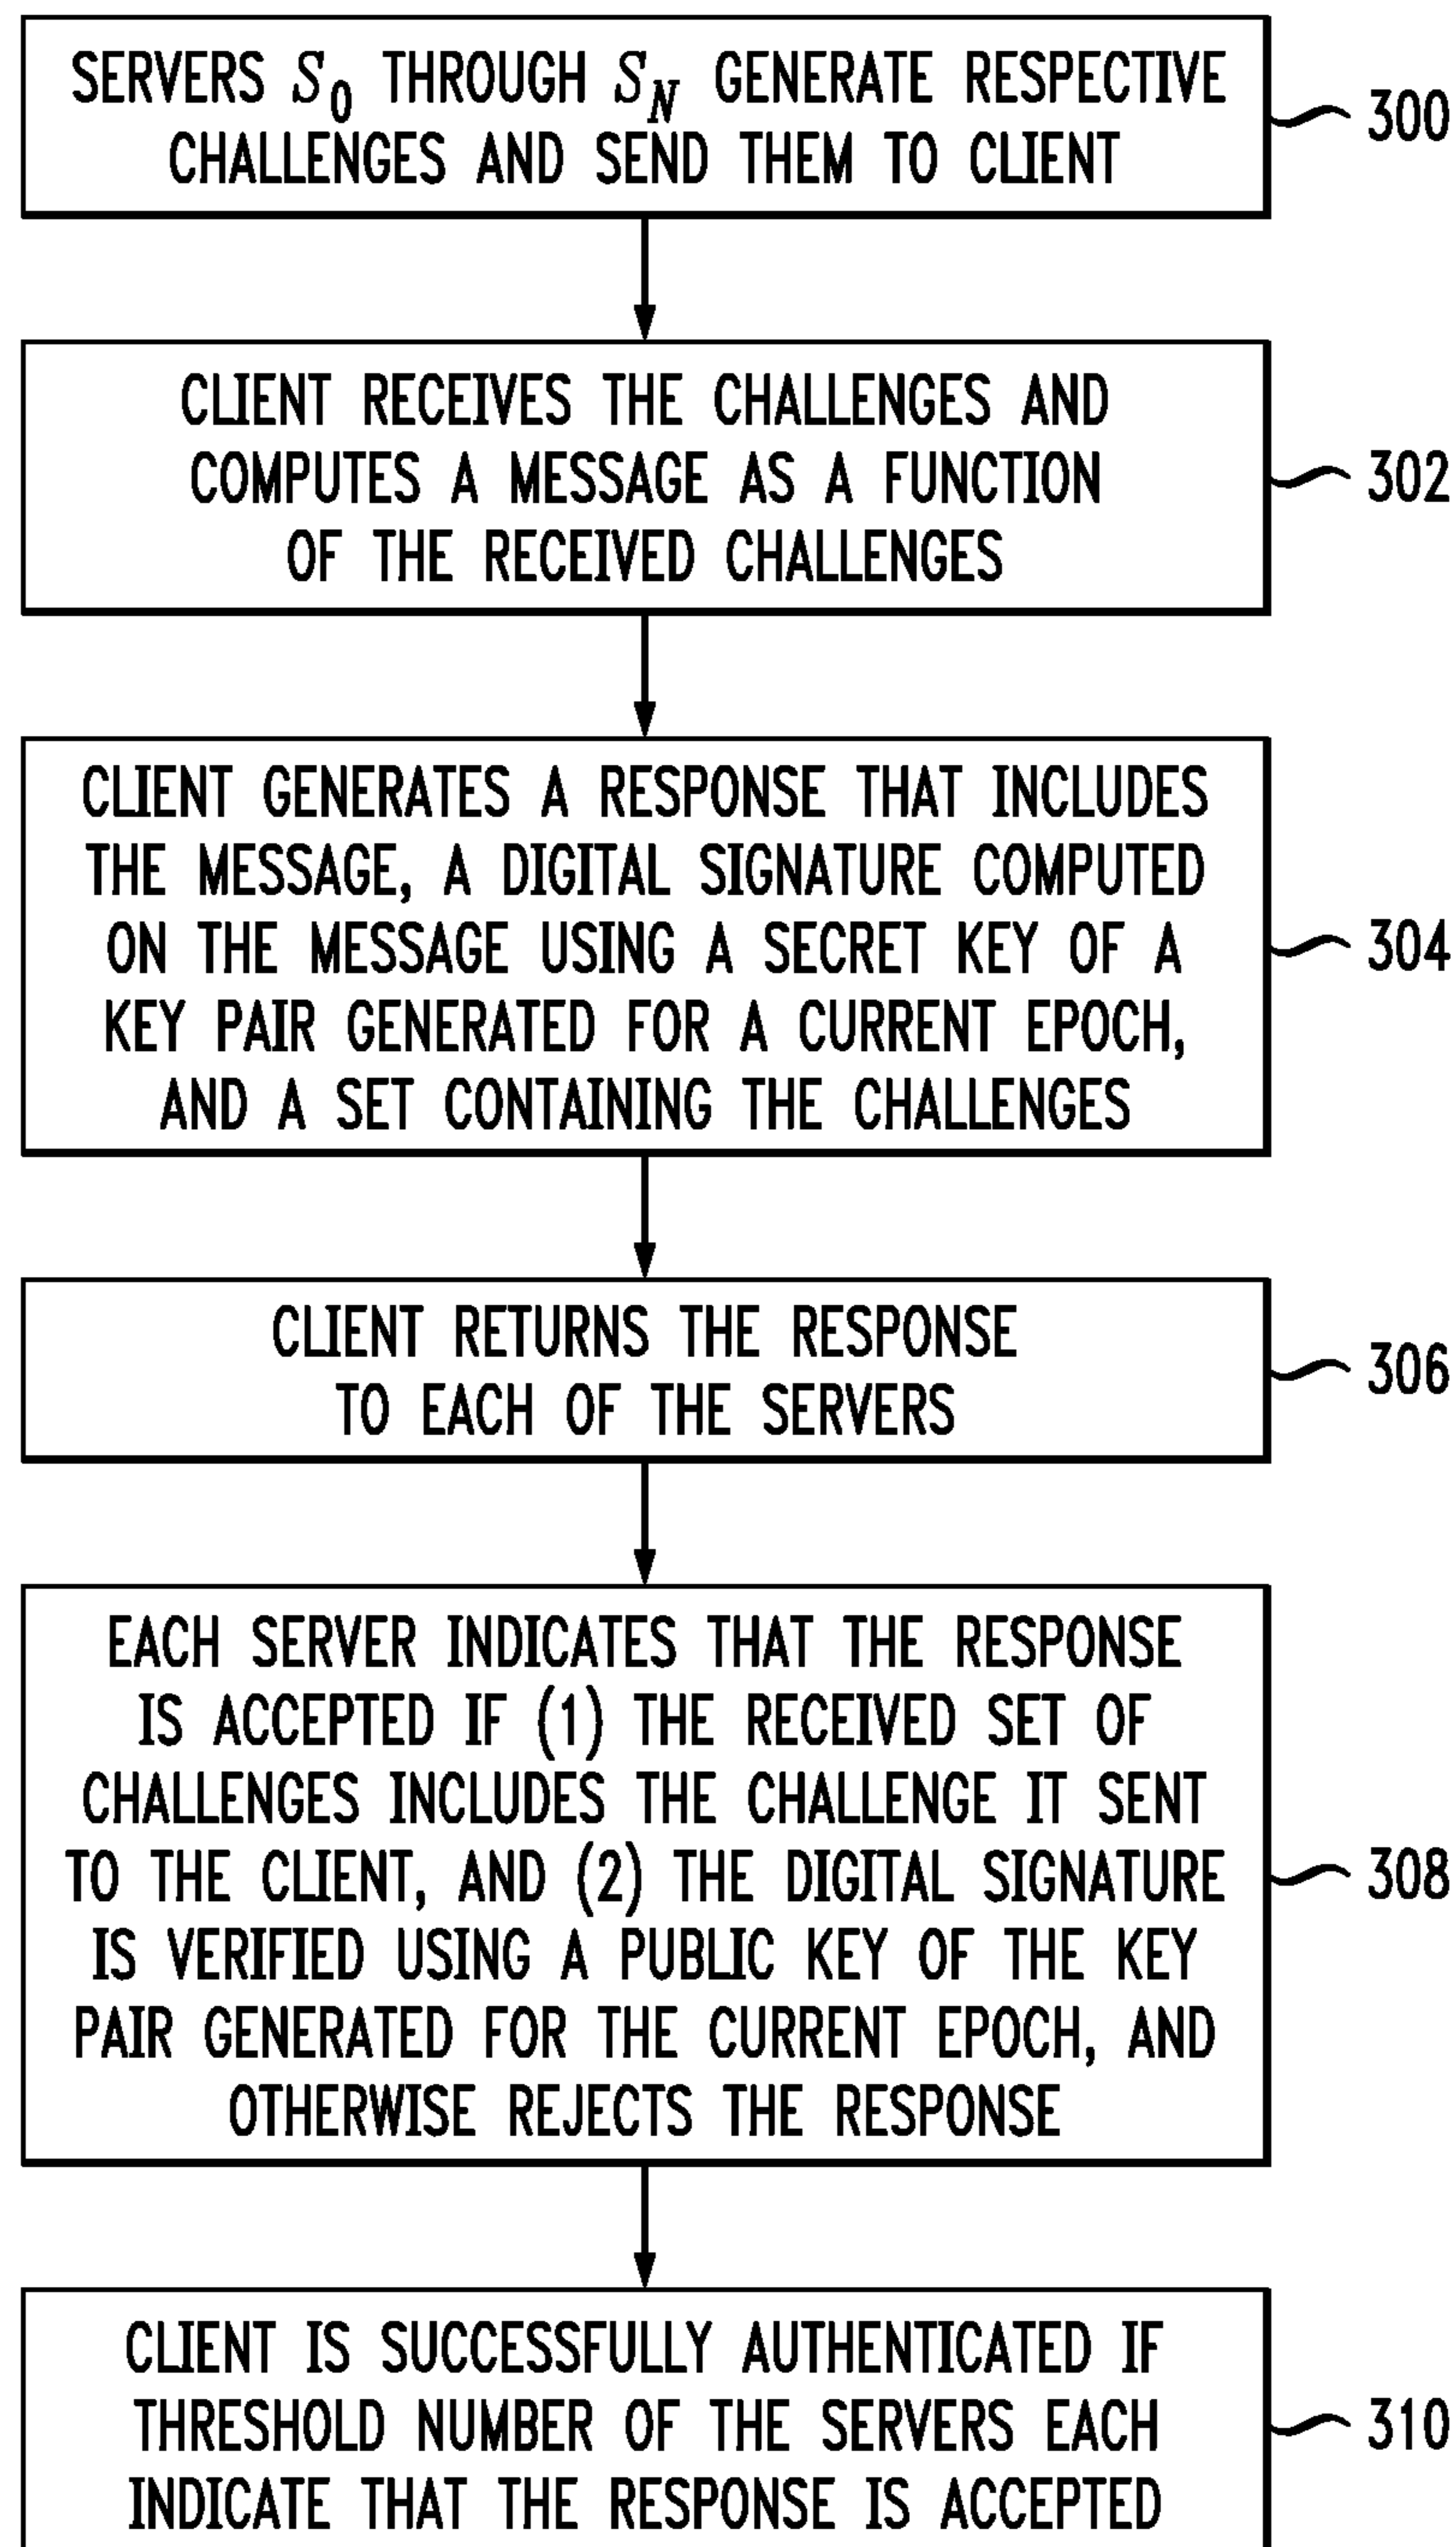 SERVERS S0 THROUGH SN GENERATE RESPECTIVE
CHALLENGES AND SEND THEM TO CLIENT
300
CLIENT RECEIVES THE CHALLENGES AND
COMPUTES A MESSAGE AS A FUNCTION
OF THE RECEIVED CHALLENGES
302
CLIENT GENERATES A RESPONSE THAT INCLUDES
THE MESSAGE, A DIGITAL SIGNATURE COMPUTED
ON THE MESSAGE USING A SECRET KEY OF A
KEY PAIR GENERATED FOR A CURRENT EPOCH,
AND A SET CONTAINING THE CHALLENGES
304
CLIENT RETURNS THE RESPONSE
TO EACH OF THE SERVERS
306
EACH SERVER INDICATES THAT THE RESPONSE
IS ACCEPTED IF (1) THE RECEIVED SET OF
CHALLENGES INCLUDES THE CHALLENGE IT SENT
TO THE CLIENT, AND (2) THE DIGITAL SIGNATURE
IS VERIFIED USING A PUBLIC KEY OF THE KEY
PAIR GENERATED FOR THE CURRENT EPOCH, AND
OTHERWISE REJECTS THE RESPONSE
308
CLIENT IS SUCCESSFULLY AUTHENTICATED IF
THRESHOLD NUMBER OF THE SERVERS EACH
INDICATE THAT THE RESPONSE IS ACCEPTED
310